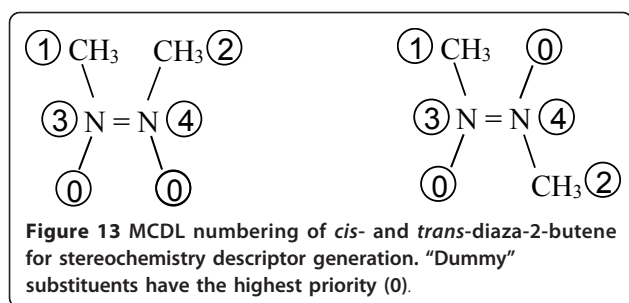 ① CH₃ CH₃ ② ① CH₃ ⓪
③ N = N ④ ③ N = N ④
⓪ ⓪ ⓪ CH₃ ②
Figure 13 MCDL numbering of cis- and trans-diaza-2-butene
for stereochemistry descriptor generation. “Dummy”
substituents have the highest priority (0).